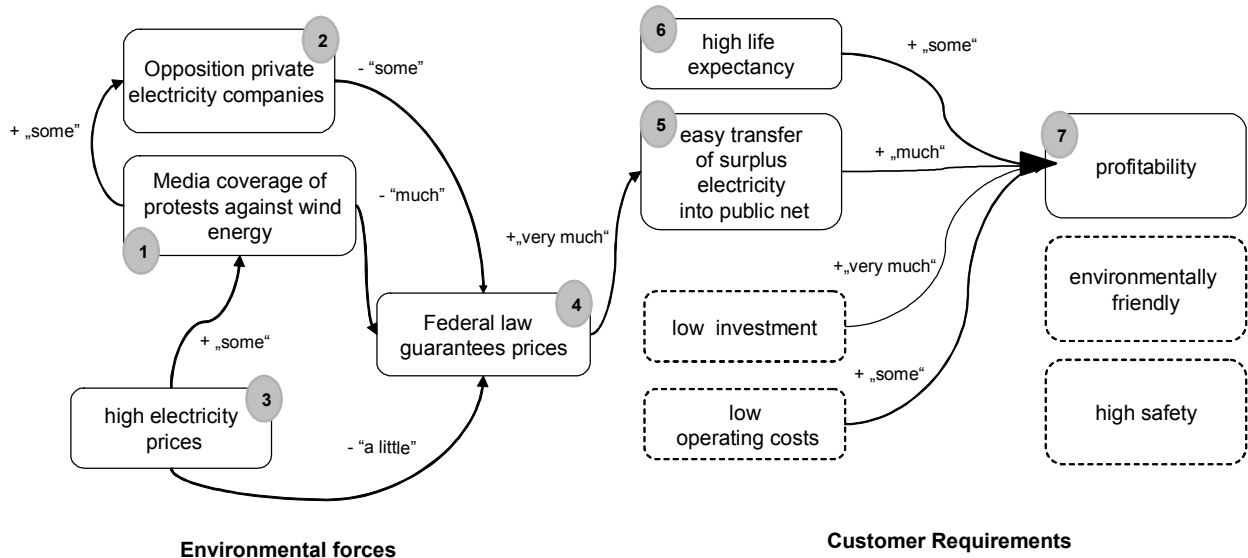 2
Opposition private
electricity companies
- “some”
+ „some“
Media coverage of
protests against wind
energy
1
- “much”
+ „some“
3
high electricity
prices
- “a little”
4
Federal law
guarantees prices
+„very much“
Environmental forces
6
high life
expectancy
+ „some“
5
easy transfer
of surplus
electricity
into public net
+ „much“
+„very much“
low investment
+ „some“
low
operating costs
7
profitability
environmentally
friendly
high safety
Customer Requirements